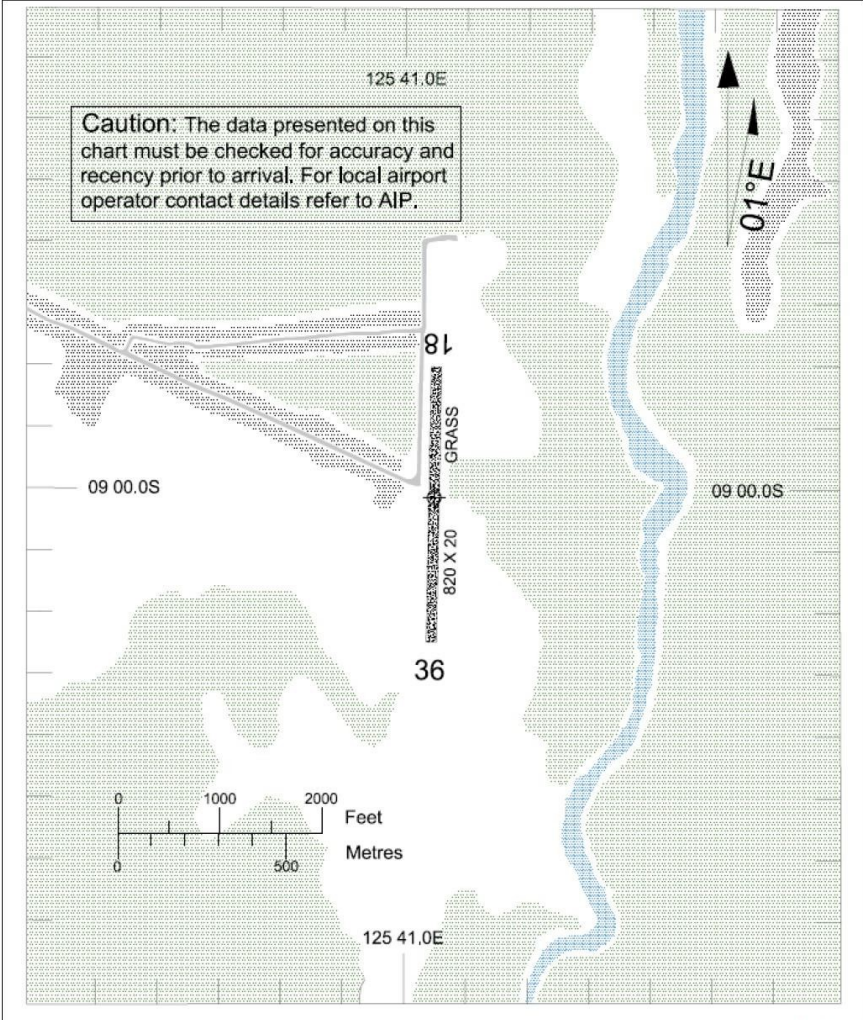 125 41.0E
Caution: The data presented on this
chart must be checked for accuracy and
recency prior to arrival. For local airport
operator contact details refer to AIP.
01°E
18
GRASS
09 00.0S
09 00.0S
820 X 20
36
0 1000 2000
Feet
Metres
0 500
125 41.0E